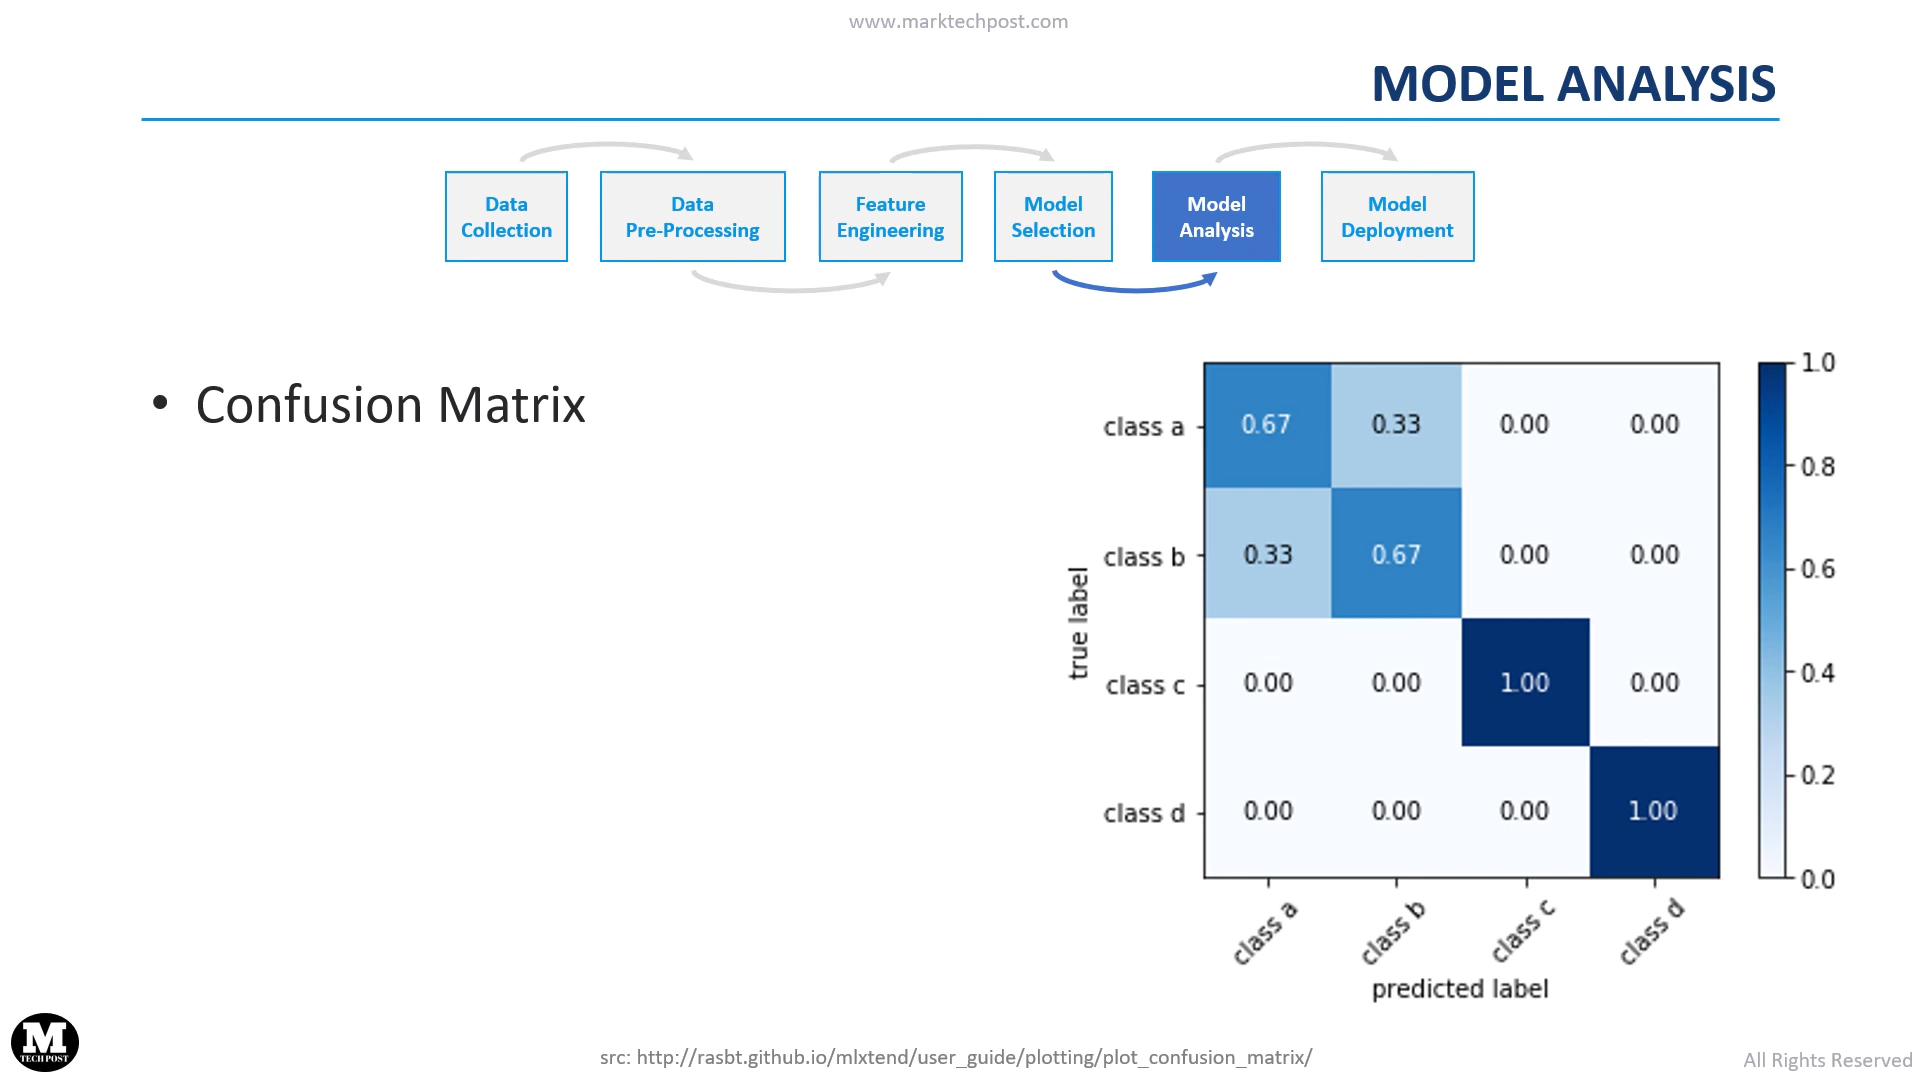 www.marktechpost.com
MODEL ANALYSIS
Data
Collection
Data
Pre-Processing
Feature
Engineering
Model
Selection
Model
Analysis
Model
Deployment
• Confusion Matrix
true label
class a
0.67 0.33 0.00 0.00
class b
0.33 0.67 0.00 0.00
class c
0.00 0.00 1.00 0.00
class d
0.00 0.00 0.00 1.00
class a
class b
class c
class d
predicted label
1.0
0.8
0.6
0.4
0.2
0.0
M
TECH POST
src: http://rasbt.github.io/mlxtend/user_guide/plotting/plot_confusion_matrix/
All Rights Reserved